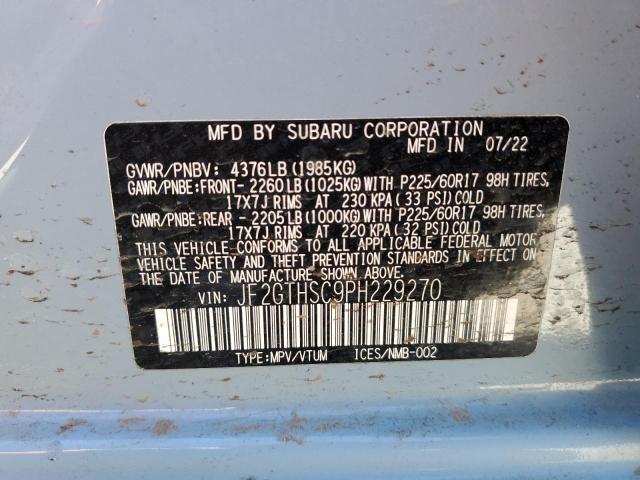 MFD BY SUBARU CORPORATION
MFD IN 07/22
GVWR/PNBV: 4376LB(1985KG)
GAWR/PNBE:FRONT- 2260LB(1025KG)WITH P225/60R17 98H TIRES,
17X7J RIMS AT 230 KPA(33 PSI)COLD
GAWR/PNBE:REAR - 2205LB(1000KG)WITH P225/60R17 98H TIRES,
17X7J RIMS AT 220 KPA(32 PSI)COLD
THIS VEHICLE CONFORMS TO ALL APPLICABLE FEDERAL MOTOR
VEHICLE SAFETY AND THEFT PREVENTION STANDARDS IN EFFECT ON
THE DATE OF MANUFACTURE SHOWN ABOVE.
VIN: JF2GTHSC9PH229270
TYPE:MPV/VTUM ICES/NMB-002